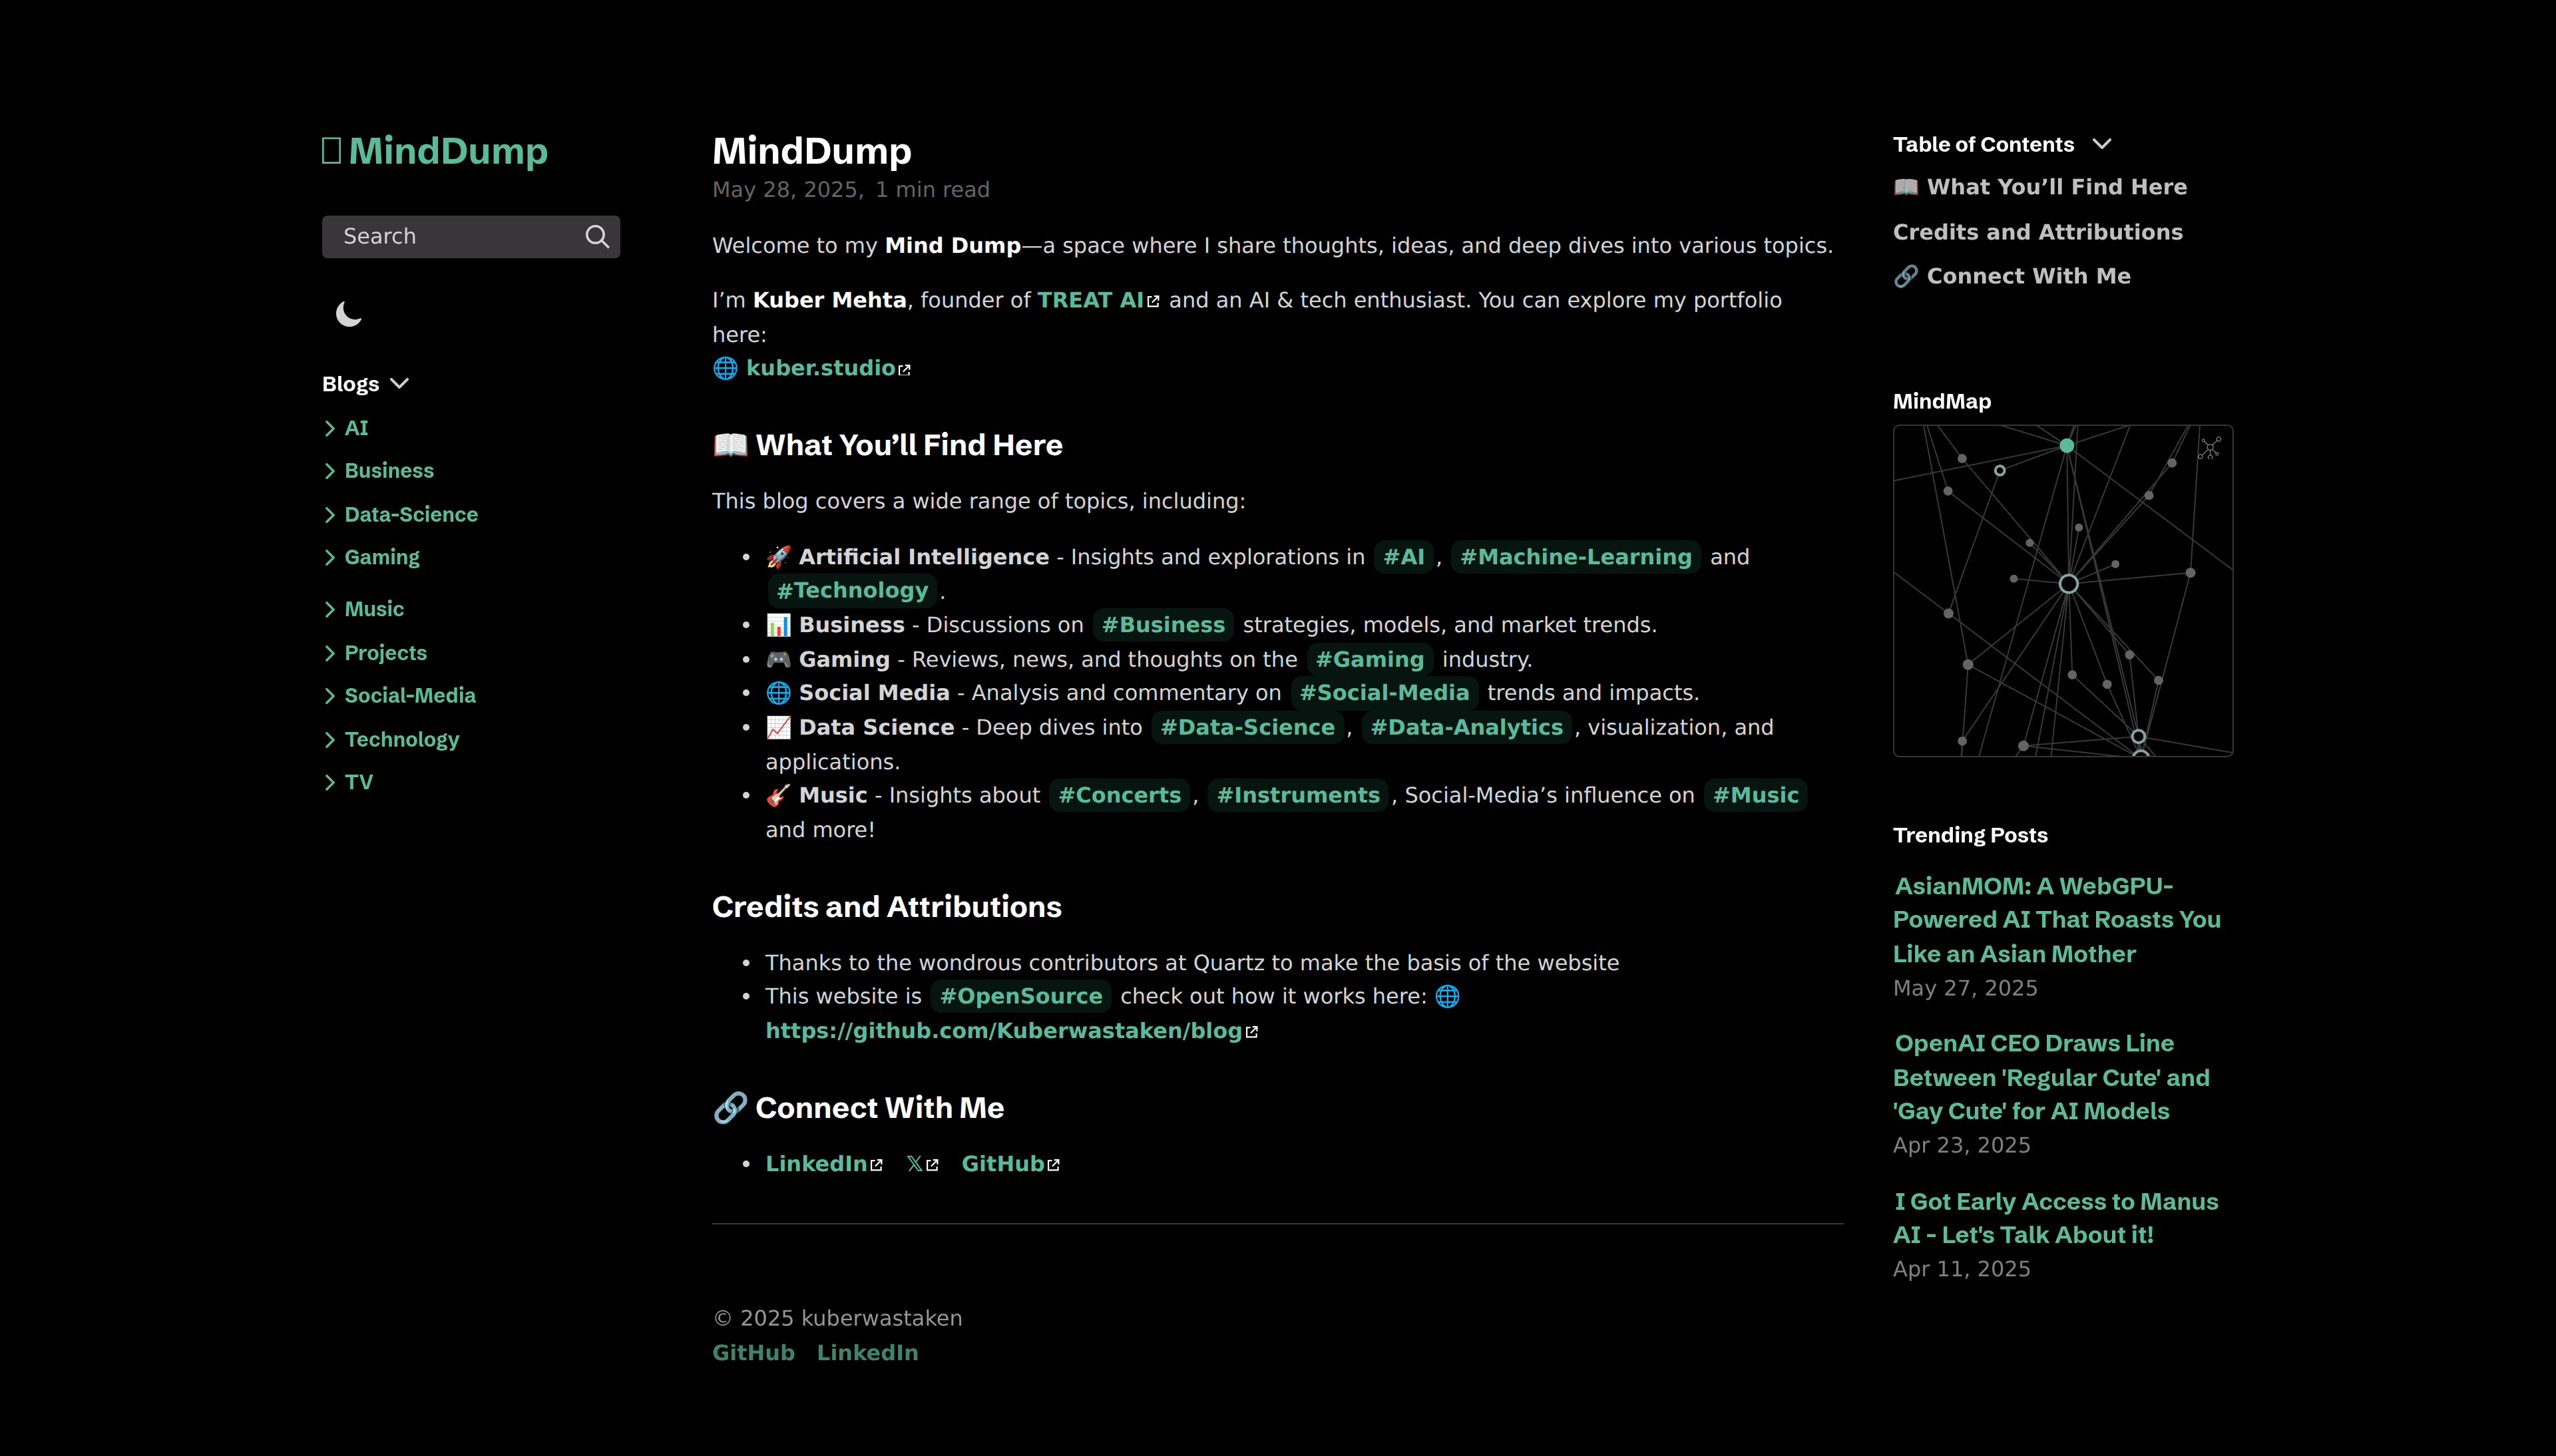 MindDump
Search
Blogs
AI
Business
Data-Science
Gaming
Music
Projects
Social-Media
Technology
TV
MindDump
May 28, 2025, 1 min read
Welcome to my Mind Dump—a space where I share thoughts, ideas, and deep dives into various topics.
I’m Kuber Mehta, founder of TREAT AI and an AI & tech enthusiast. You can explore my portfolio
here:
🌐 kuber.studio
📖 What You’ll Find Here
This blog covers a wide range of topics, including:
• 🚀 Artificial Intelligence - Insights and explorations in #AI, #Machine-Learning and
#Technology.
• 📊 Business - Discussions on #Business strategies, models, and market trends.
• 🎮 Gaming - Reviews, news, and thoughts on the #Gaming industry.
• 🌐 Social Media - Analysis and commentary on #Social-Media trends and impacts.
• 📈 Data Science - Deep dives into #Data-Science, #Data-Analytics, visualization, and
applications.
• 🎸 Music - Insights about #Concerts, #Instruments, Social-Media’s influence on #Music
and more!
Credits and Attributions
• Thanks to the wondrous contributors at Quartz to make the basis of the website
• This website is #OpenSource check out how it works here: 🌐
https://github.com/Kuberwastaken/blog
🔗 Connect With Me
• LinkedIn 𝕏 GitHub
© 2025 kuberwastaken
GitHub LinkedIn
Table of Contents
📖 What You’ll Find Here
Credits and Attributions
🔗 Connect With Me
MindMap
Trending Posts
AsianMOM: A WebGPU-
Powered AI That Roasts You
Like an Asian Mother
May 27, 2025
OpenAI CEO Draws Line
Between 'Regular Cute' and
'Gay Cute' for AI Models
Apr 23, 2025
I Got Early Access to Manus
AI - Let's Talk About it!
Apr 11, 2025